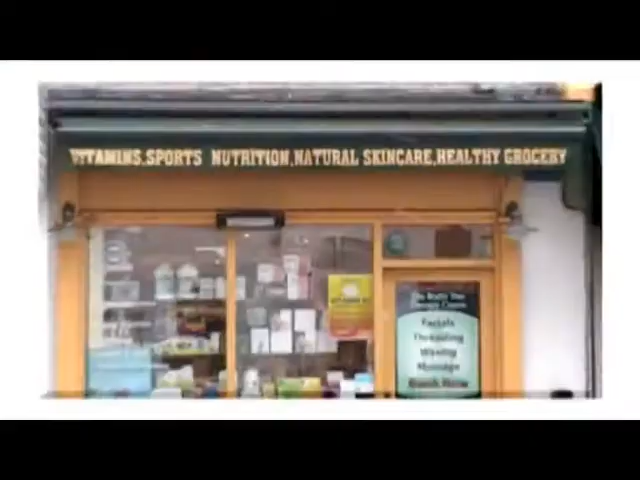 VITAMINS,SPORTS NUTRITION,NATURAL SKINCARE,HEALTHY GROCERY
Facials
Threading
Waxing
Massage
Book Now